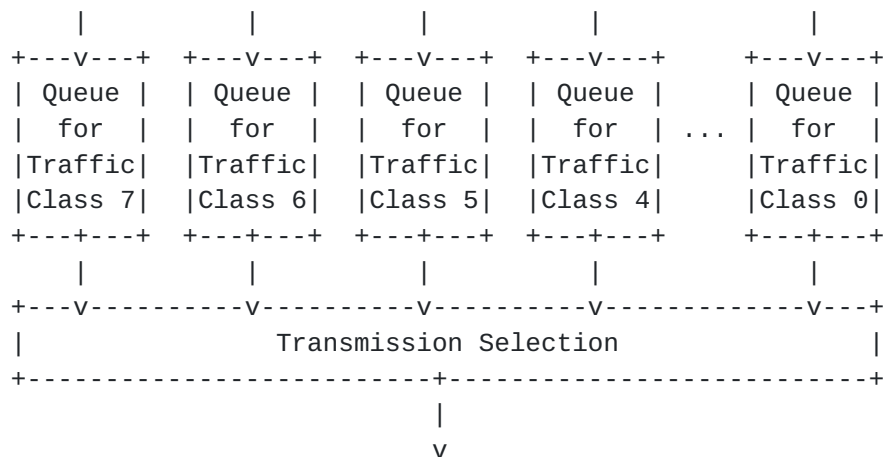 |          |          |          |             |
 +---v---+  +---v---+  +---v---+  +---v---+     +---v---+
 | Queue |  | Queue |  | Queue |  | Queue |     | Queue |
 |  for  |  |  for  |  |  for  |  |  for  | ... |  for  |
 |Traffic|  |Traffic|  |Traffic|  |Traffic|     |Traffic|
 |Class 7|  |Class 6|  |Class 5|  |Class 4|     |Class 0|
 +---+---+  +---+---+  +---+---+  +---+---+     +---+---+
     |          |          |          |             |
 +---v----------v----------v----------v-------------v---+
 |                Transmission Selection                |
 +--------------------------+---------------------------+
                            |
                            v